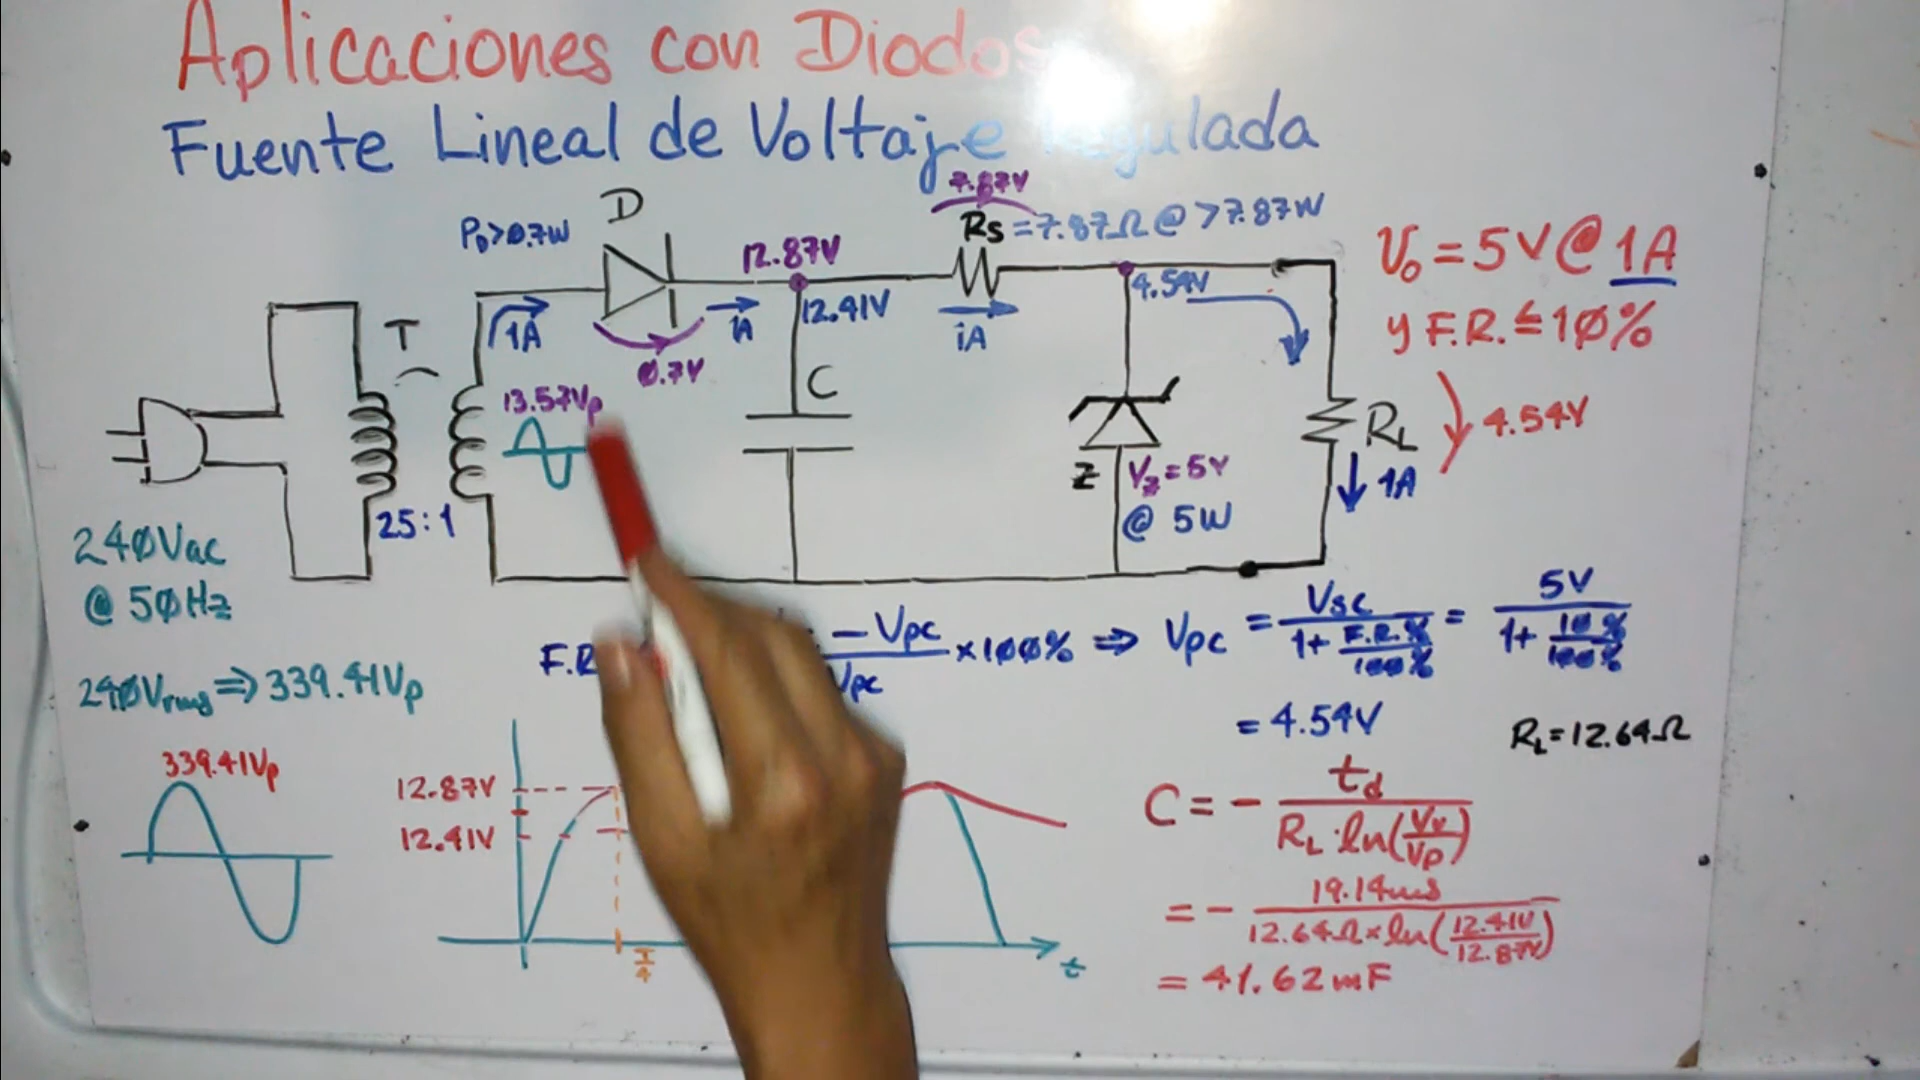 Aplicaciones con Diodos
Fuente Lineal de Voltaje Regulada
D
P_D>0.7W
7.87V
Rs=7.87Ω@>7.87W
12.87V
12.41V
4.54V
1A
0.7V
1A
1A
T
25:1
13.57Vp
C
Z
Vz=5V
@ 5W
RL
1A
4.54V
Vo=5V@1A
y F.R.≤10%
240Vac
@ 50Hz
240Vrms⇒339.41Vp
339.41Vp
-Vpc
Vpc
×100% ⇒ Vpc = Vsc / (1+ F.R.% / 100%) = 5V / (1+ 10% / 100%)
= 4.54V
RL=12.64Ω
12.87V
12.41V
T/4
t
C = - td / (RL·ln(Vv/Vp))
= - 19.14ms / (12.64Ω×ln(12.41V/12.87V))
= 41.62mF